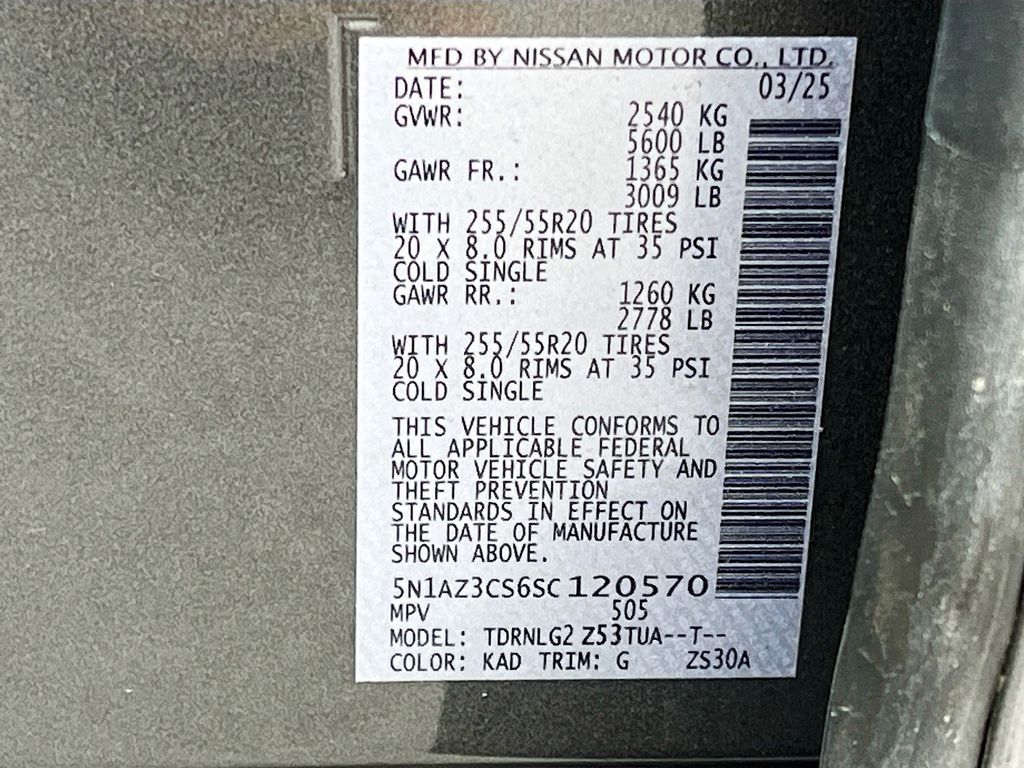 MFD BY NISSAN MOTOR CO., LTD.
DATE: 03/25
GVWR: 2540 KG
5600 LB
GAWR FR.: 1365 KG
3009 LB
WITH 255/55R20 TIRES
20 X 8.0 RIMS AT 35 PSI
COLD SINGLE
GAWR RR.: 1260 KG
2778 LB
WITH 255/55R20 TIRES
20 X 8.0 RIMS AT 35 PSI
COLD SINGLE
THIS VEHICLE CONFORMS TO
ALL APPLICABLE FEDERAL
MOTOR VEHICLE SAFETY AND
THEFT PREVENTION
STANDARDS IN EFFECT ON
THE DATE OF MANUFACTURE
SHOWN ABOVE.
5N1AZ3CS6SC120570
MPV 505
MODEL: TDRNLG2 Z53TUA--T--
COLOR: KAD TRIM: G ZS30A